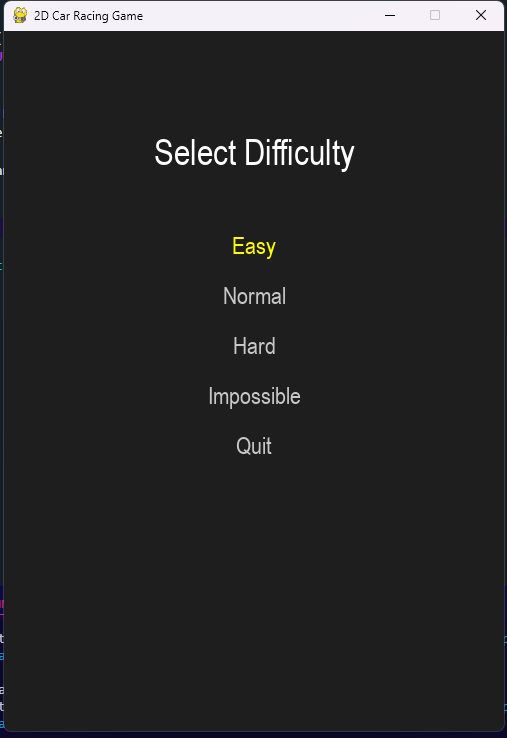 2D Car Racing Game
Select Difficulty
Easy
Normal
Hard
Impossible
Quit